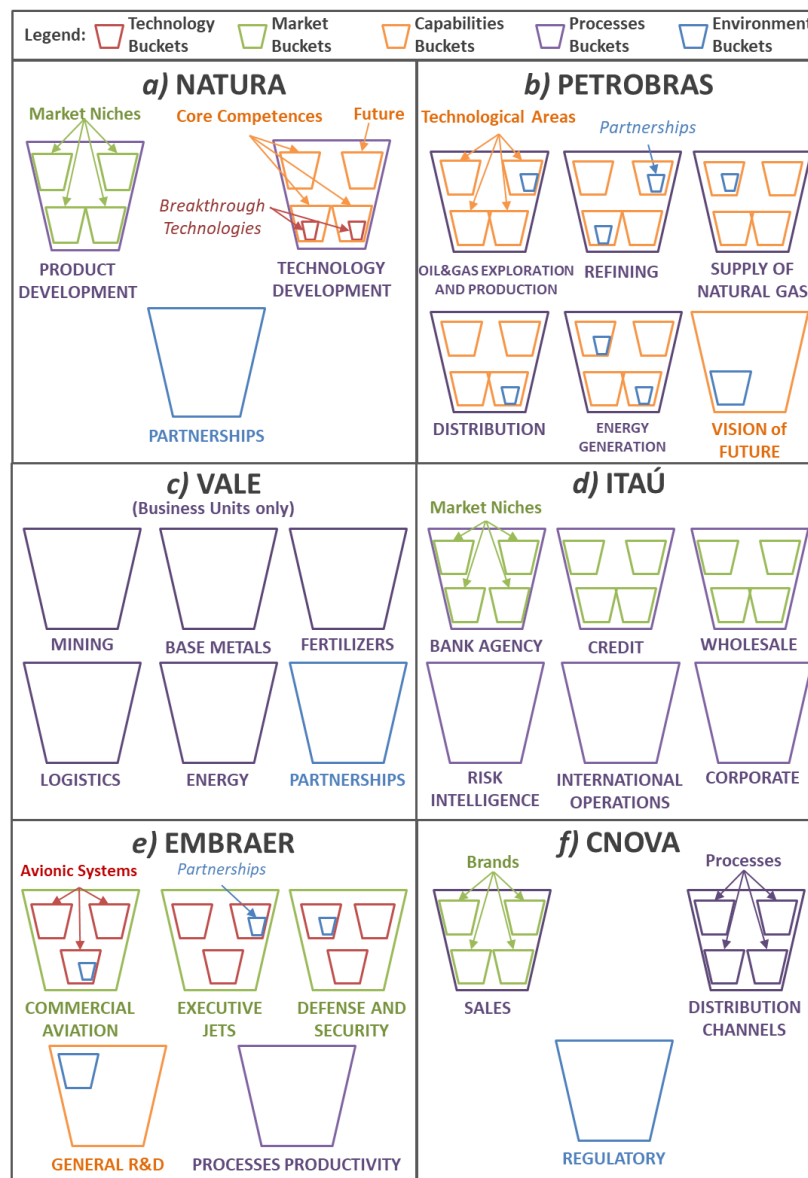 Legend:
Technology
Buckets
Market
Buckets
Capabilities
Buckets
Processes
Buckets
Environment
Buckets
a) NATURA
Market Niches
Core Competences
Future
Breakthrough
Technologies
PRODUCT
DEVELOPMENT
TECHNOLOGY
DEVELOPMENT
PARTNERSHIPS
b) PETROBRAS
Technological Areas
Partnerships
OIL&GAS EXPLORATION
AND PRODUCTION
REFINING
SUPPLY OF
NATURAL GAS
DISTRIBUTION
ENERGY
GENERATION
VISION of
FUTURE
c) VALE
(Business Units only)
MINING
BASE METALS
FERTILIZERS
LOGISTICS
ENERGY
PARTNERSHIPS
d) ITAÚ
Market Niches
BANK AGENCY
CREDIT
WHOLESALE
RISK
INTELLIGENCE
INTERNATIONAL
OPERATIONS
CORPORATE
e) EMBRAER
Avionic Systems
Partnerships
COMMERCIAL
AVIATION
EXECUTIVE
JETS
DEFENSE AND
SECURITY
GENERAL R&D
PROCESSES PRODUCTIVITY
f) CNOVA
Brands
Processes
SALES
DISTRIBUTION
CHANNELS
REGULATORY